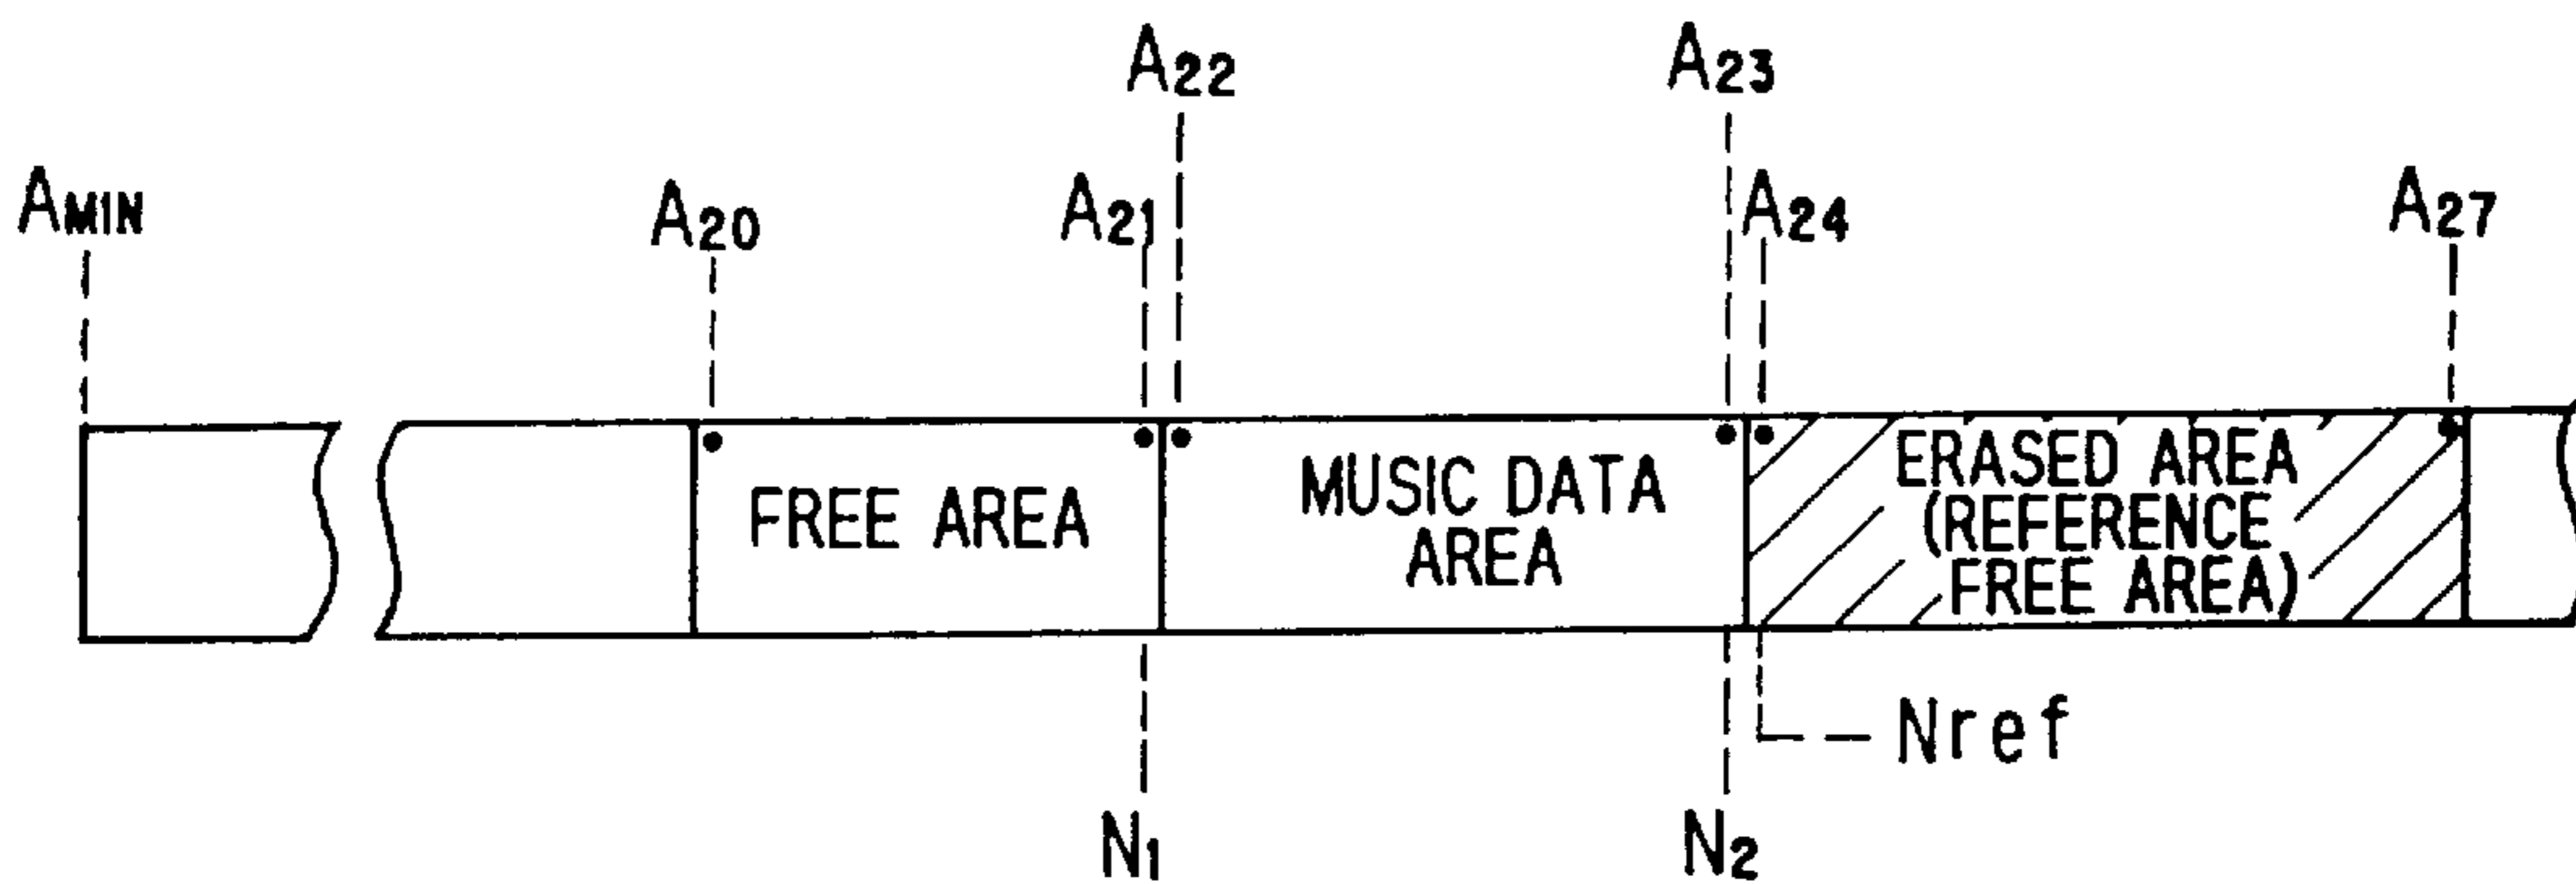 A22 A23
AMIN A20 A21 A24 A27
FREE AREA
MUSIC DATA
AREA
ERASED AREA
(REFERENCE
FREE AREA)
Nref
N1 N2